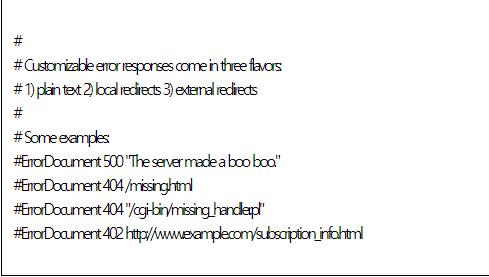 #
# Customizable error responses come in three flavors:
# 1) plain text 2) local redirects 3) external redirects
#
# Some examples:
#ErrorDocument 500 "The server made a boo boo."
#ErrorDocument 404 /missing.html
#ErrorDocument 404 "/cgi-bin/missing_handler.pl"
#ErrorDocument 402 http://www.example.com/subscription_info.html